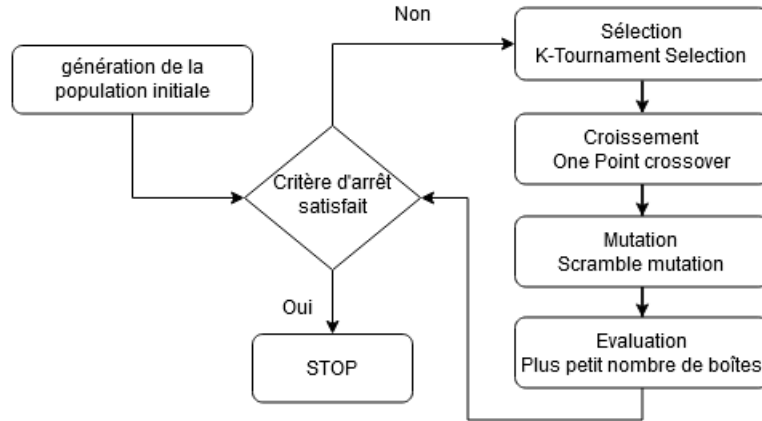 génération de la
population initiale
Critère d'arrêt
satisfait
Non
Sélection
K-Tournament Selection
Croissement
One Point crossover
Mutation
Scramble mutation
Evaluation
Plus petit nombre de boîtes
Oui
STOP